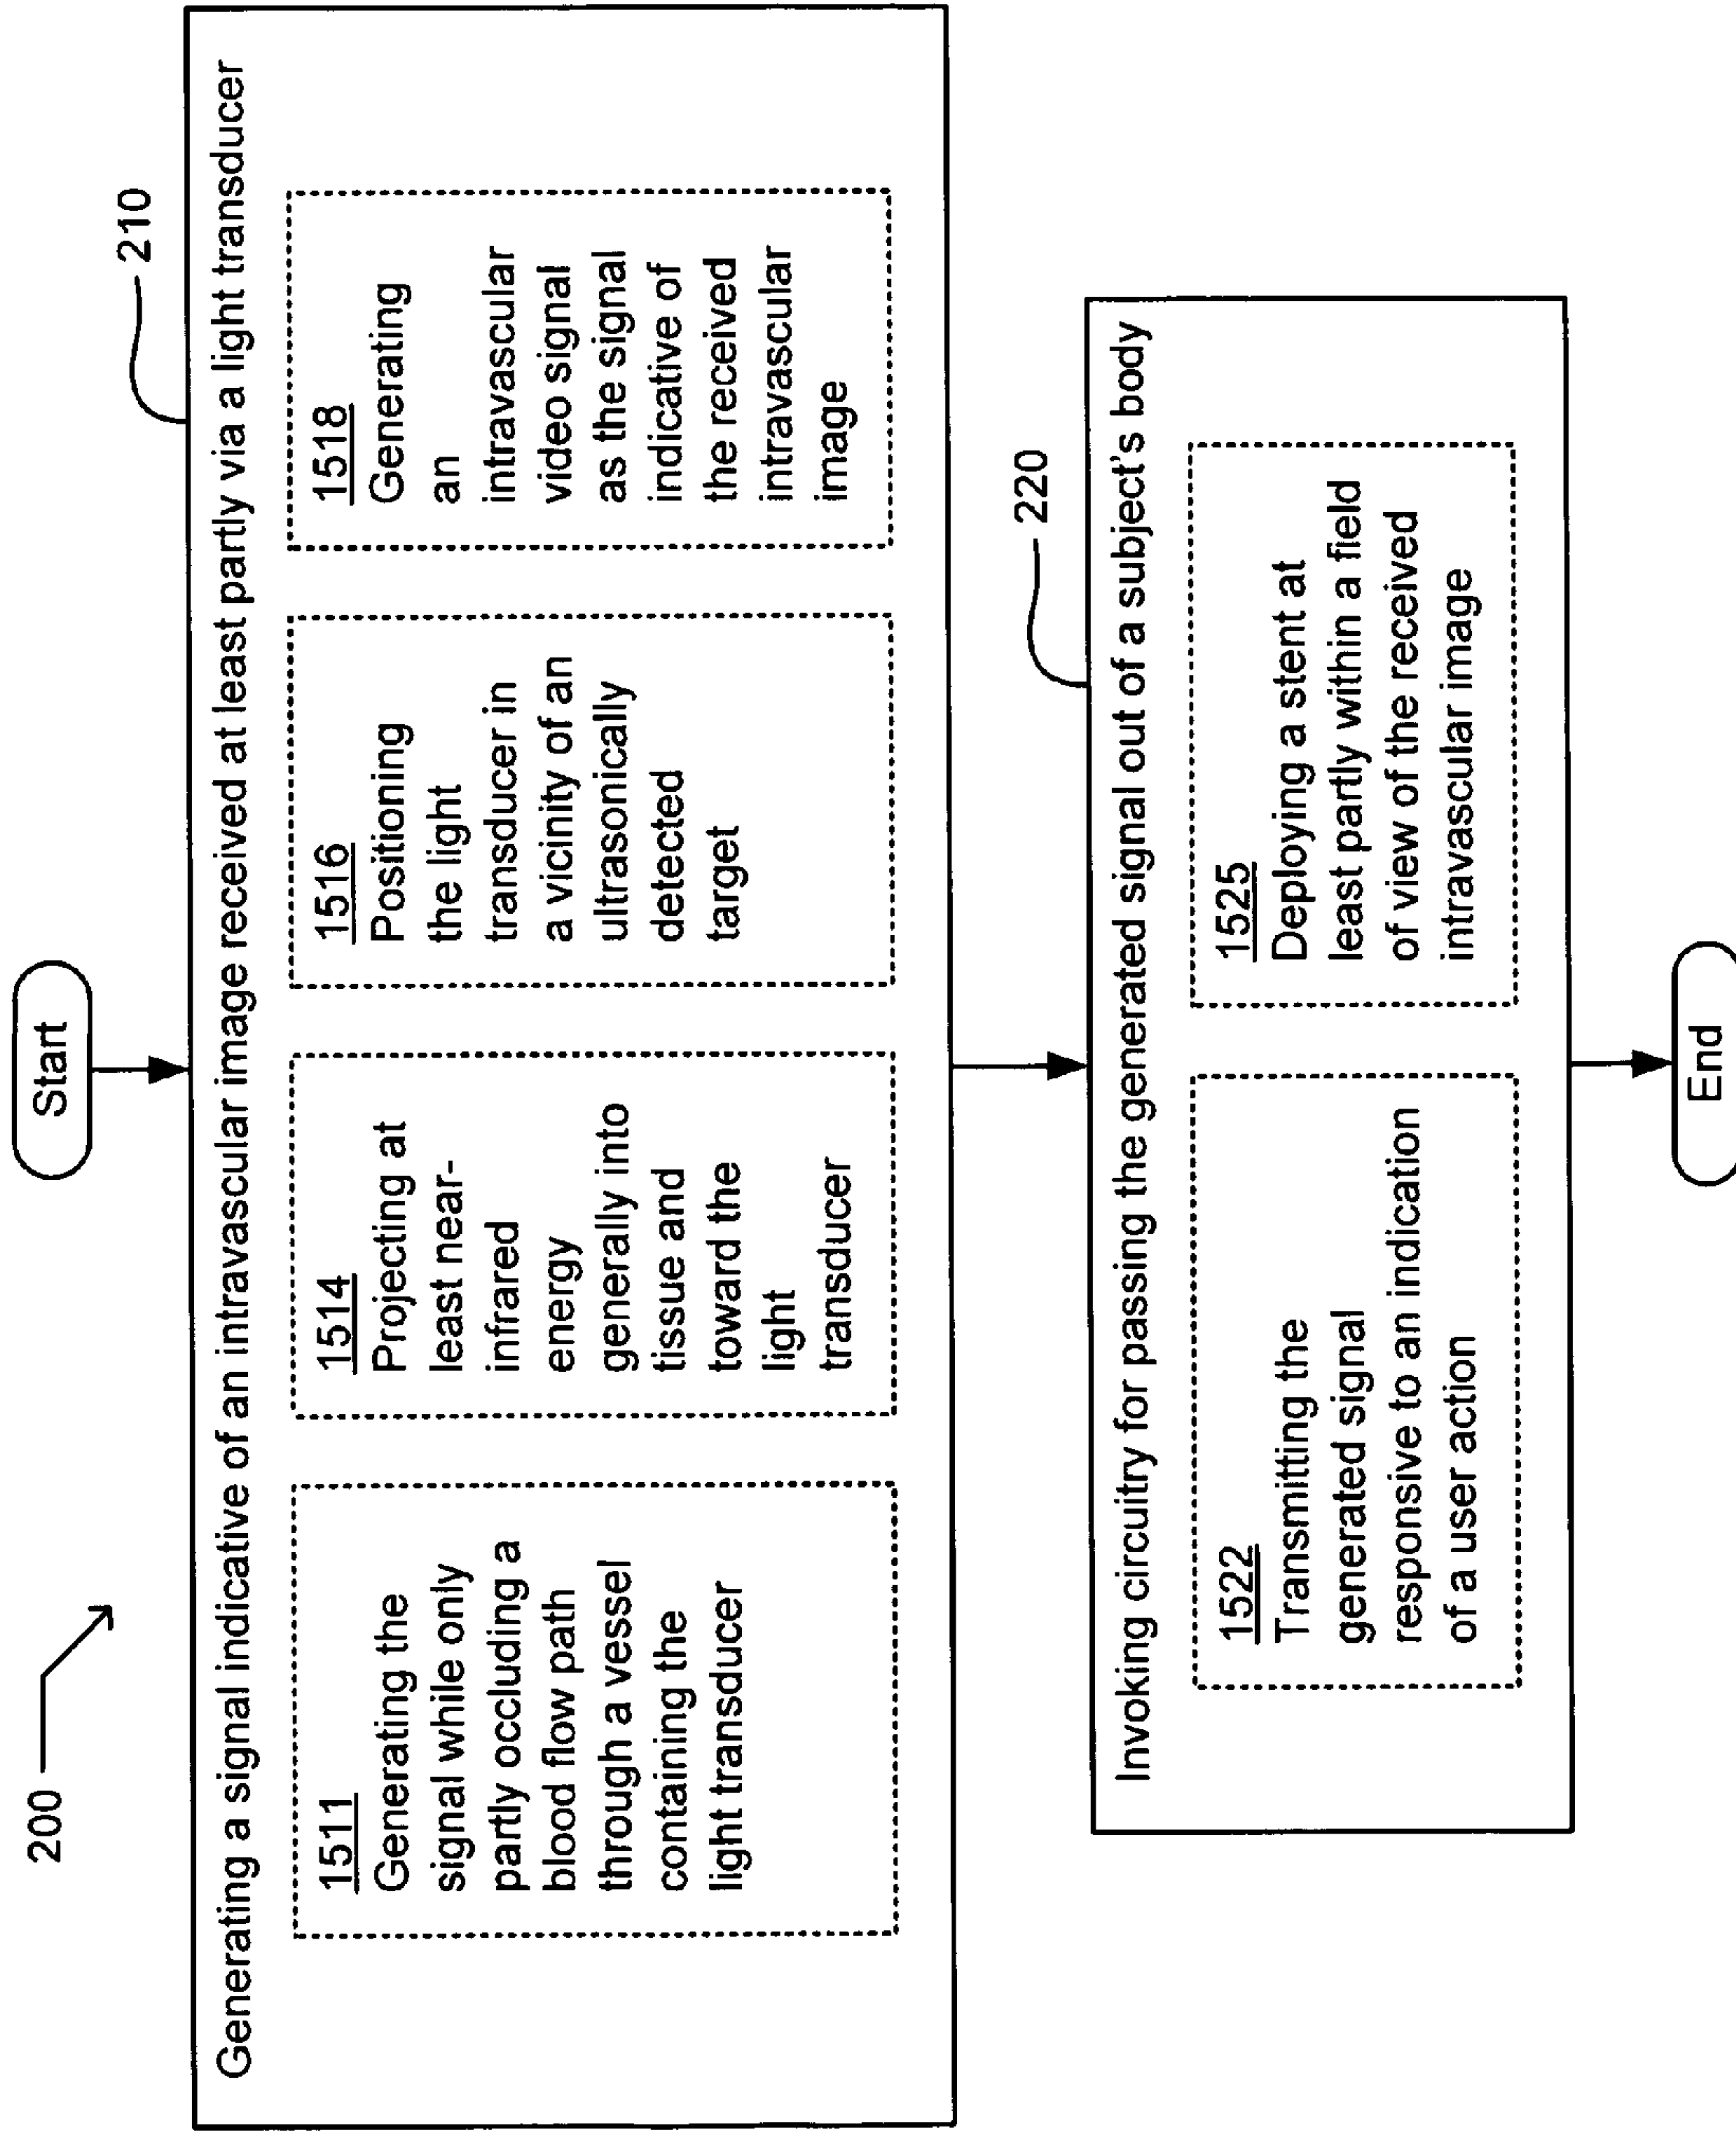 200
Start
210
Generating a signal indicative of an intravascular image received at least partly via a light transducer
1511
Generating the
signal while only
partly occluding a
blood flow path
through a vessel
containing the
light transducer
1514
Projecting at
least near-
infrared
energy
generally into
tissue and
toward the
light
transducer
1516
Positioning
the light
transducer in
a vicinity of an
ultrasonically
detected
target
1518
Generating
an
intravascular
video signal
as the signal
indicative of
the received
intravascular
image
220
Invoking circuitry for passing the generated signal out of a subject's body
1522
Transmitting the
generated signal
responsive to an indication
of a user action
1525
Deploying a stent at
least partly within a field
of view of the received
intravascular image
End